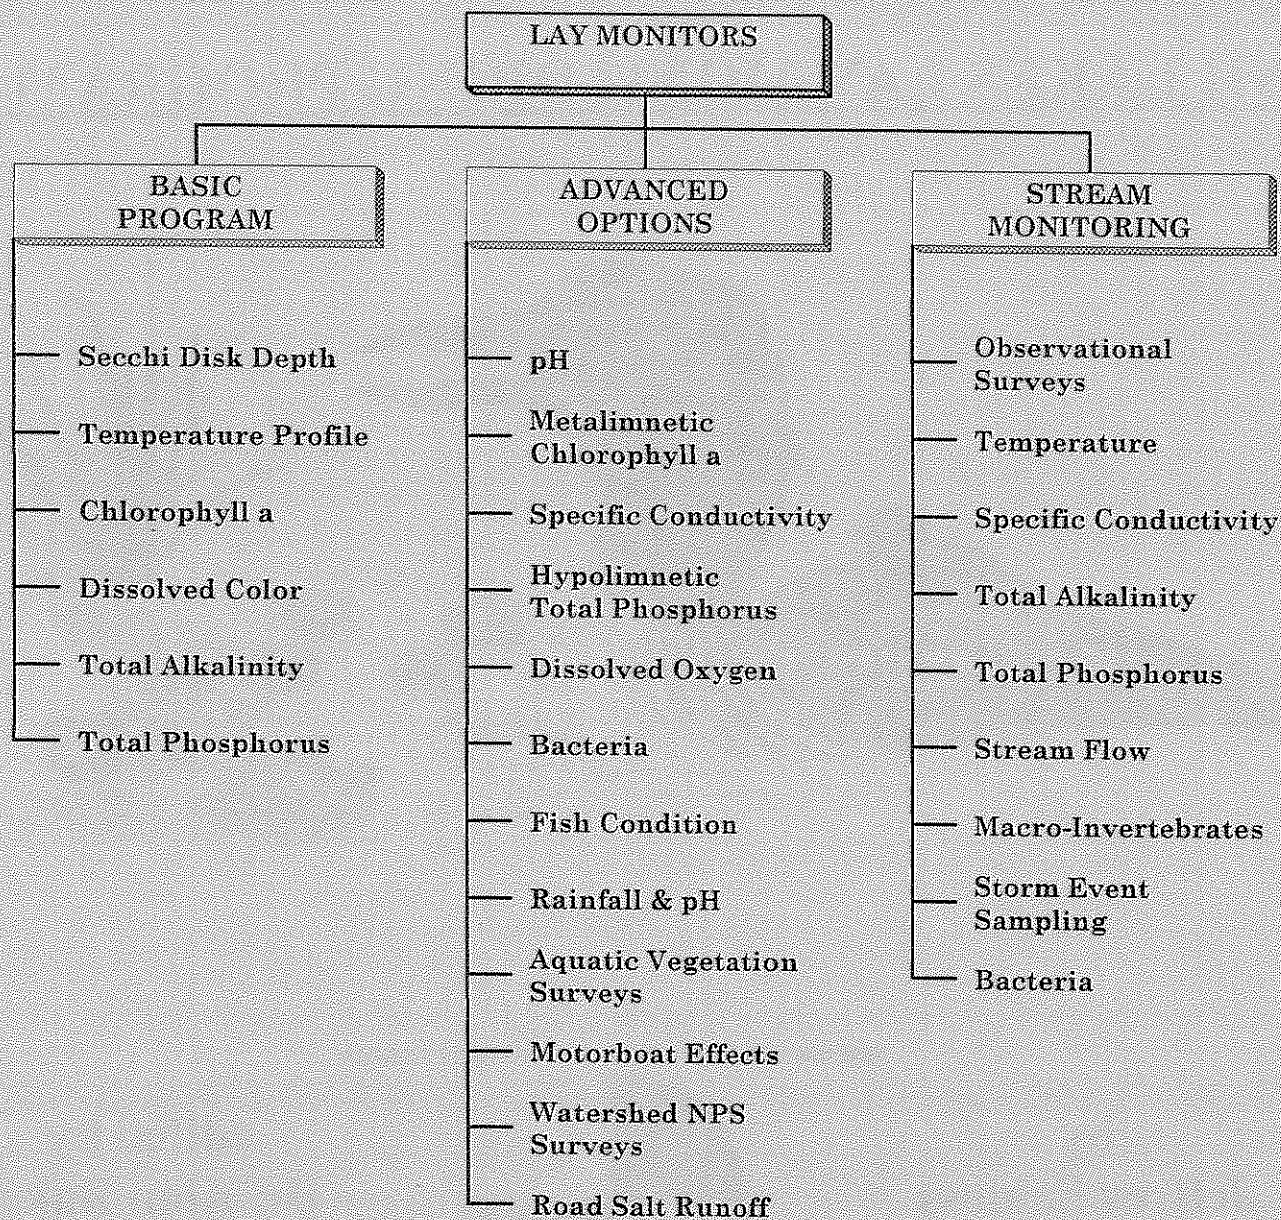 LAY MONITORS
BASIC
PROGRAM
Secchi Disk Depth
Temperature Profile
Chlorophyll a
Dissolved Color
Total Alkalinity
Total Phosphorus
ADVANCED
OPTIONS
pH
Metalimnetic
Chlorophyll a
Specific Conductivity
Hypolimnetic
Total Phosphorus
Dissolved Oxygen
Bacteria
Fish Condition
Rainfall & pH
Aquatic Vegetation
Surveys
Motorboat Effects
Watershed NPS
Surveys
Road Salt Runoff
STREAM
MONITORING
Observational
Surveys
Temperature
Specific Conductivity
Total Alkalinity
Total Phosphorus
Stream Flow
Macro-Invertebrates
Storm Event
Sampling
Bacteria